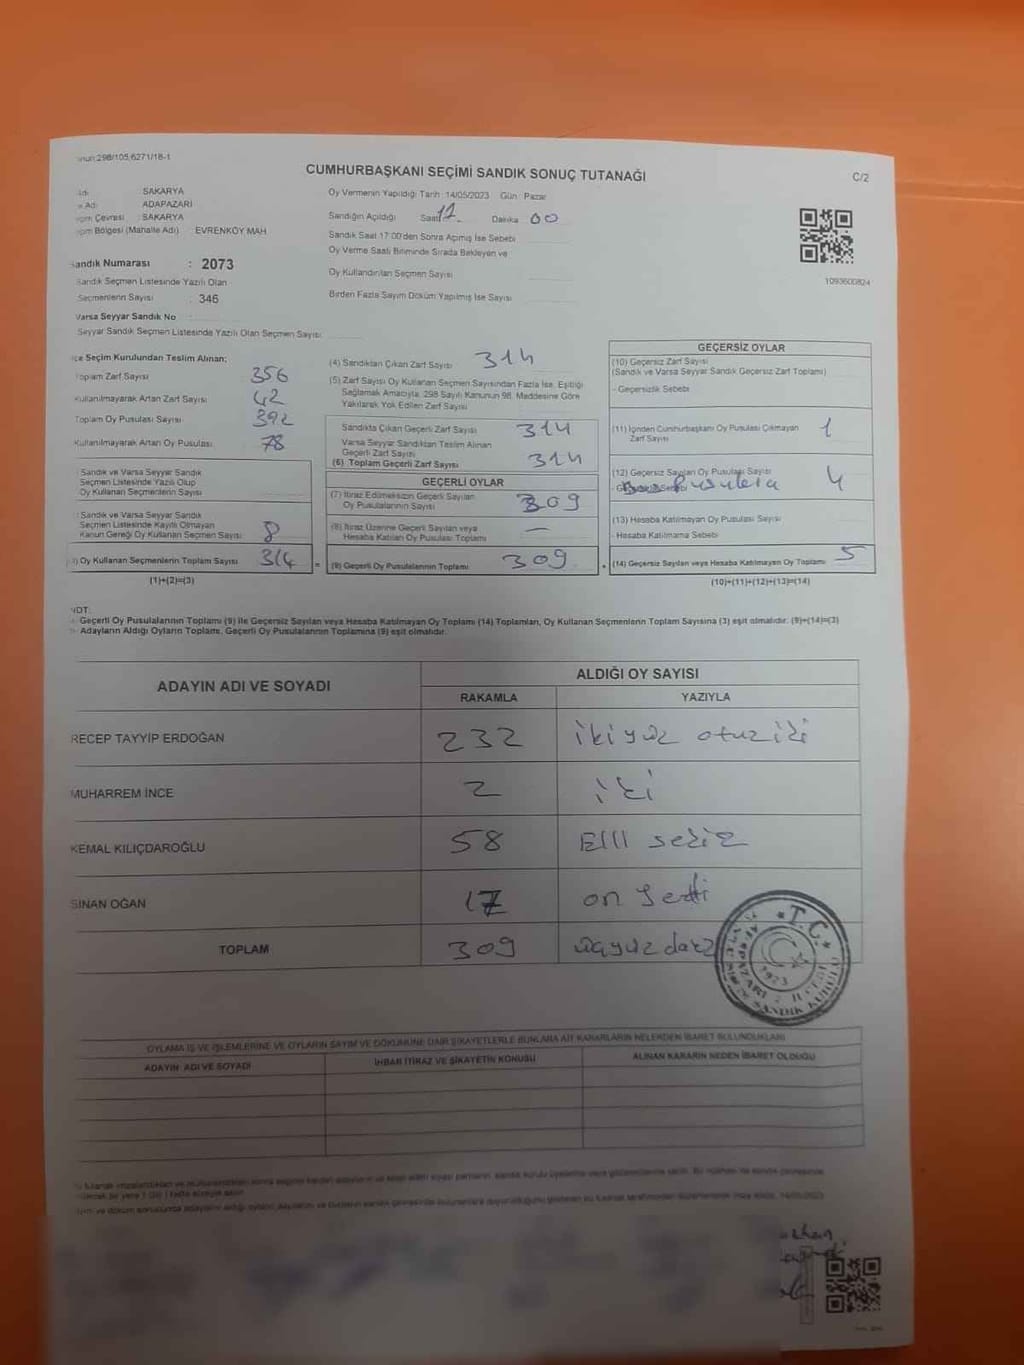 298/105,6271/18-1
CUMHURBAŞKANI SEÇİMİ SANDIK SONUÇ TUTANAĞI
C/2
SAKARYA
Adı ADAPAZARI
Çevresi : SAKARYA
Bölgesi (Mahalle Adı) : EVRENKÖY MAH
Sandık Numarası : 2073
Sandık Seçmen Listesinde Yazılı Olan
Seçmenlerin Sayısı : 346
Varsa Seyyar Sandık No
Seyyar Sandık Seçmen Listesinde Yazılı Olan Seçmen Sayısı
Oy Vermenin Yapıldığı Tarih : 14/05/2023 Gün : Pazar
Sandığın Açıldığı Saat 17 Dakika 00
Sandık Saat 17:00'den Sonra Açılmış İse Sebebi
Oy Verme Saati Bitiminde Sırada Bekleyen ve
Oy Kullandırılan Seçmen Sayısı
Birden Fazla Sayım Döküm Yapılmış İse Sayısı
1093600824
İlçe Seçim Kurulundan Teslim Alınan;
Toplam Zarf Sayısı 356
Kullanılmayarak Artan Zarf Sayısı 42
Toplam Oy Pusulası Sayısı 392
Kullanılmayarak Artan Oy Pusulası 78
Sandık ve Varsa Seyyar Sandık
Seçmen Listesinde Yazılı Olup
Oy Kullanan Seçmenlerin Sayısı
Sandık ve Varsa Seyyar Sandık
Seçmen Listesinde Kayıtlı Olmayan
Kanun Gereği Oy Kullanan Seçmen Sayısı 8
Oy Kullanan Seçmenlerin Toplam Sayısı 314
(1)+(2)=(3)
(4) Sandıktan Çıkan Zarf Sayısı 314
(5) Zarf Sayısı Oy Kullanan Seçmen Sayısından Fazla İse, Eşitliği
Sağlamak Amacıyla, 298 Sayılı Kanunun 98. Maddesine Göre
Yakılarak Yok Edilen Zarf Sayısı
Sandıkta Çıkan Geçerli Zarf Sayısı 314
Varsa Seyyar Sandıktan Teslim Alınan
Geçerli Zarf Sayısı
(6) Toplam Geçerli Zarf Sayısı 314
GEÇERLİ OYLAR
(7) İtiraz Edilmeksizin Geçerli Sayılan
Oy Pusulalarının Sayısı 309
(8) İtiraz Üzerine Geçerli Sayılan veya
Hesaba Katılan Oy Pusulası Toplamı —
= (9) Geçerli Oy Pusulalarının Toplamı 309
GEÇERSİZ OYLAR
(10) Geçersiz Zarf Sayısı
(Sandık ve Varsa Seyyar Sandık Geçersiz Zarf Toplamı)
- Geçersizlik Sebebi
(11) İçinden Cumhurbaşkanı Oy Pusulası Çıkmayan
Zarf Sayısı 1
(12) Geçersiz Sayılan Oy Pusulası Sayısı 4
pusulera
(13) Hesaba Katılmayan Oy Pusulası Sayısı
- Hesaba Katılmama Sebebi
+ (14) Geçersiz Sayılan veya Hesaba Katılmayan Oy Toplamı 5
(10)+(11)+(12)+(13)=(14)
NOT:
Geçerli Oy Pusulalarının Toplamı (9) ile Geçersiz Sayılan veya Hesaba Katılmayan Oy Toplamı (14) Toplamları, Oy Kullanan Seçmenlerin Toplam Sayısına (3) eşit olmalıdır. (9)+(14)=(3)
Adayların Aldığı Oyların Toplamı, Geçerli Oy Pusulalarının Toplamına (9) eşit olmalıdır.
ADAYIN ADI VE SOYADI
ALDIĞI OY SAYISI
RAKAMLA YAZIYLA
RECEP TAYYİP ERDOĞAN 232 ikiyüz otuziki
MUHARREM İNCE 2 iki
KEMAL KILIÇDAROĞLU 58 Elli sekiz
SİNAN OĞAN 17 on yedi
TOPLAM 309 üçyüz dokz
T.C.
1923
SANDIK KURULU
OYLAMA İŞ VE İŞLEMLERİNE VE OYLARIN SAYIM VE DÖKÜMÜNE DAİR ŞİKAYETLERLE BUNLARA AİT KARARLARIN NELERDEN İBARET BULUNDUKLARI
ADAYIN ADI VE SOYADI
İHBAR İTİRAZ VE ŞİKAYETİN KONUSU
ALINAN KARARIN NEDEN İBARET OLDUĞU